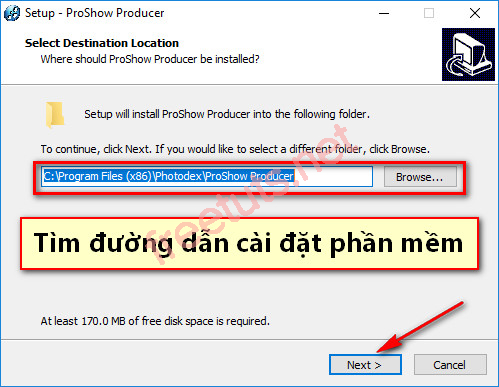 Setup - ProShow Producer
Select Destination Location
Where should ProShow Producer be installed?
Setup will install ProShow Producer into the following folder.
To continue, click Next. If you would like to select a different folder, click Browse.
C:\Program Files (x86)\Photodex\ProShow Producer
Browse...
freetuts.net
Tìm đường dẫn cài đặt phần mềm
At least 170.0 MB of free disk space is required.
Next >
Cancel